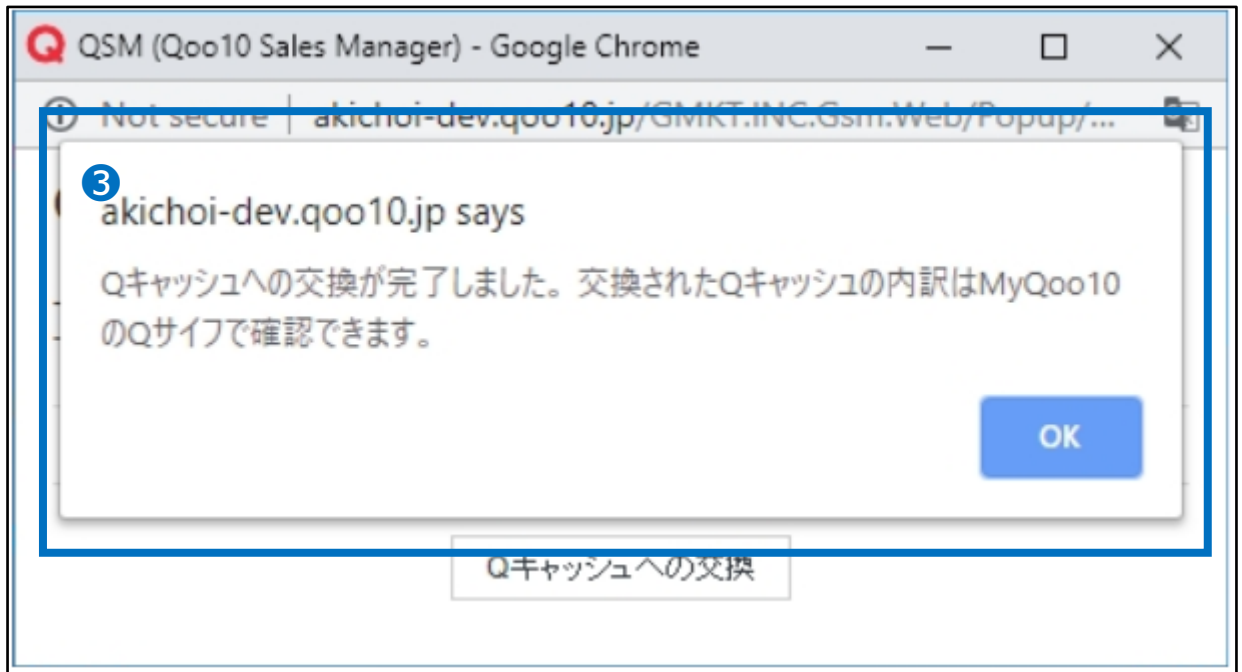 QSM (Qoo10 Sales Manager) - Google Chrome
Not secure | akichoi-dev.qoo10.jp/GMKT.INC.Gsm.Web/Popup/...
3
akichoi-dev.qoo10.jp says
Qキャッシュへの交換が完了しました。交換されたQキャッシュの内訳はMyQoo10
のQサイフで確認できます。
OK
Qキャッシュへの交換